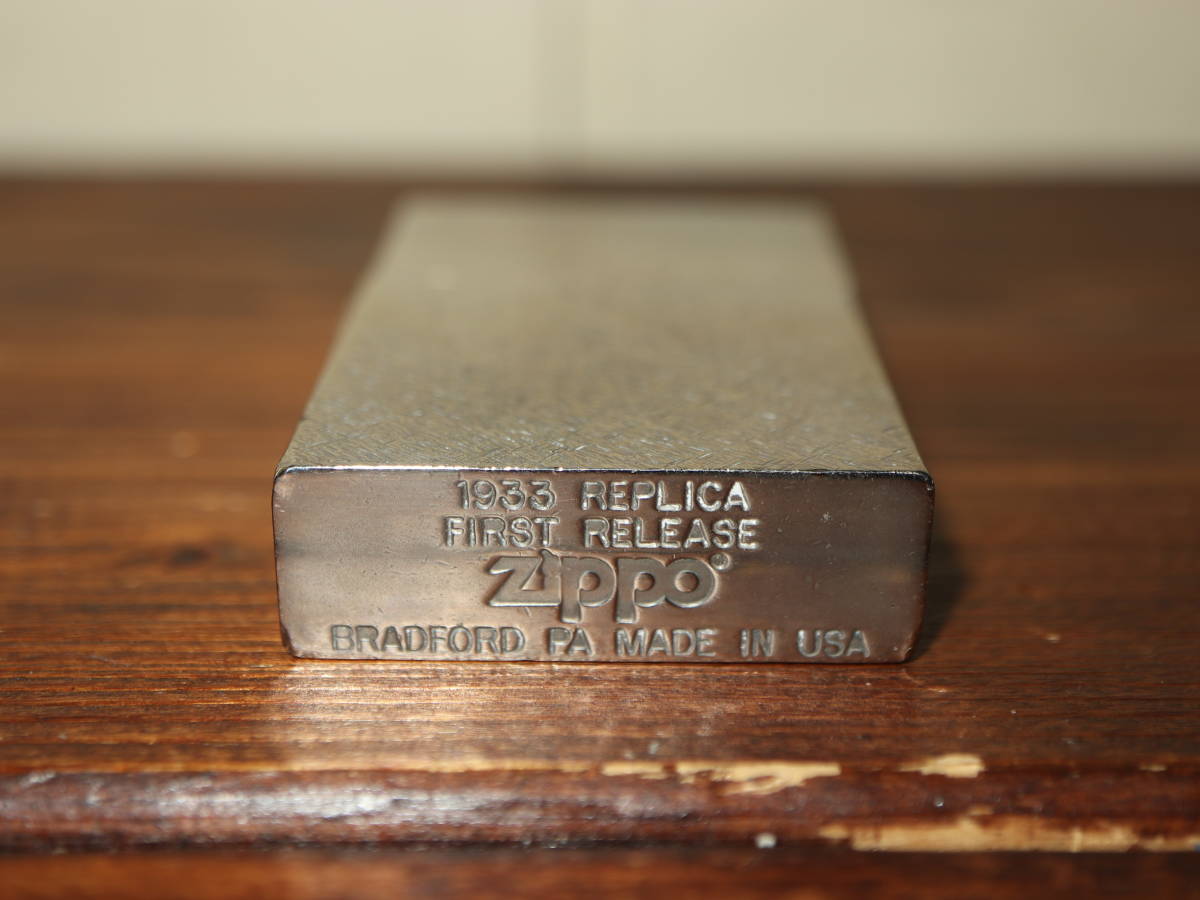 1933 REPLICA
FIRST RELEASE
Zippo®
BRADFORD PA MADE IN USA